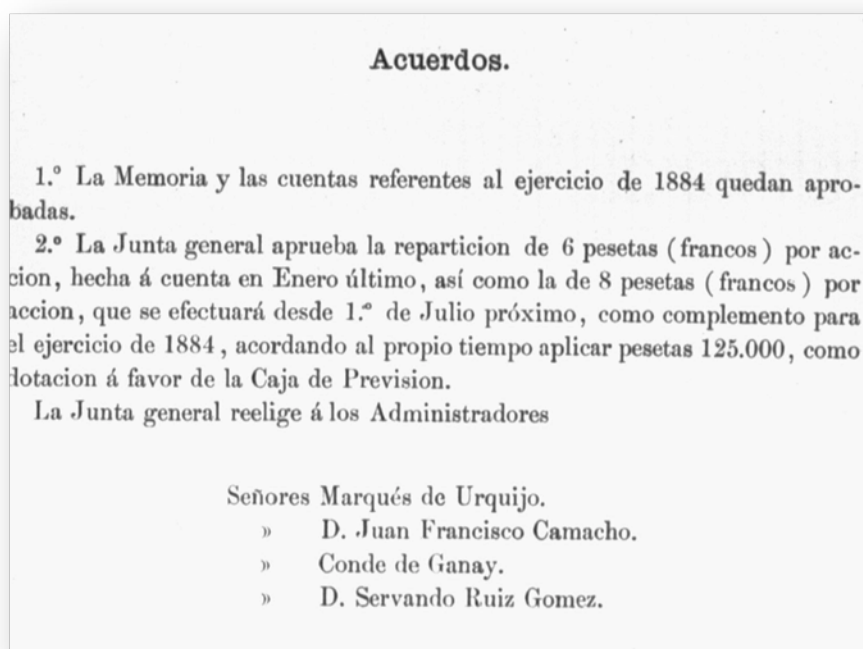 Acuerdos.
1.º La Memoria y las cuentas referentes al ejercicio de 1884 quedan apro-
badas.
2.º La Junta general aprueba la reparticion de 6 pesetas (francos) por ac-
cion, hecha á cuenta en Enero último, así como la de 8 pesetas (francos) por
accion, que se efectuará desde 1.º de Julio próximo, como complemento para
el ejercicio de 1884, acordando al propio tiempo aplicar pesetas 125.000, como
dotacion á favor de la Caja de Prevision.
La Junta general reelige á los Administradores
Señores Marqués de Urquijo.
» D. Juan Francisco Camacho.
» Conde de Ganay.
» D. Servando Ruiz Gomez.